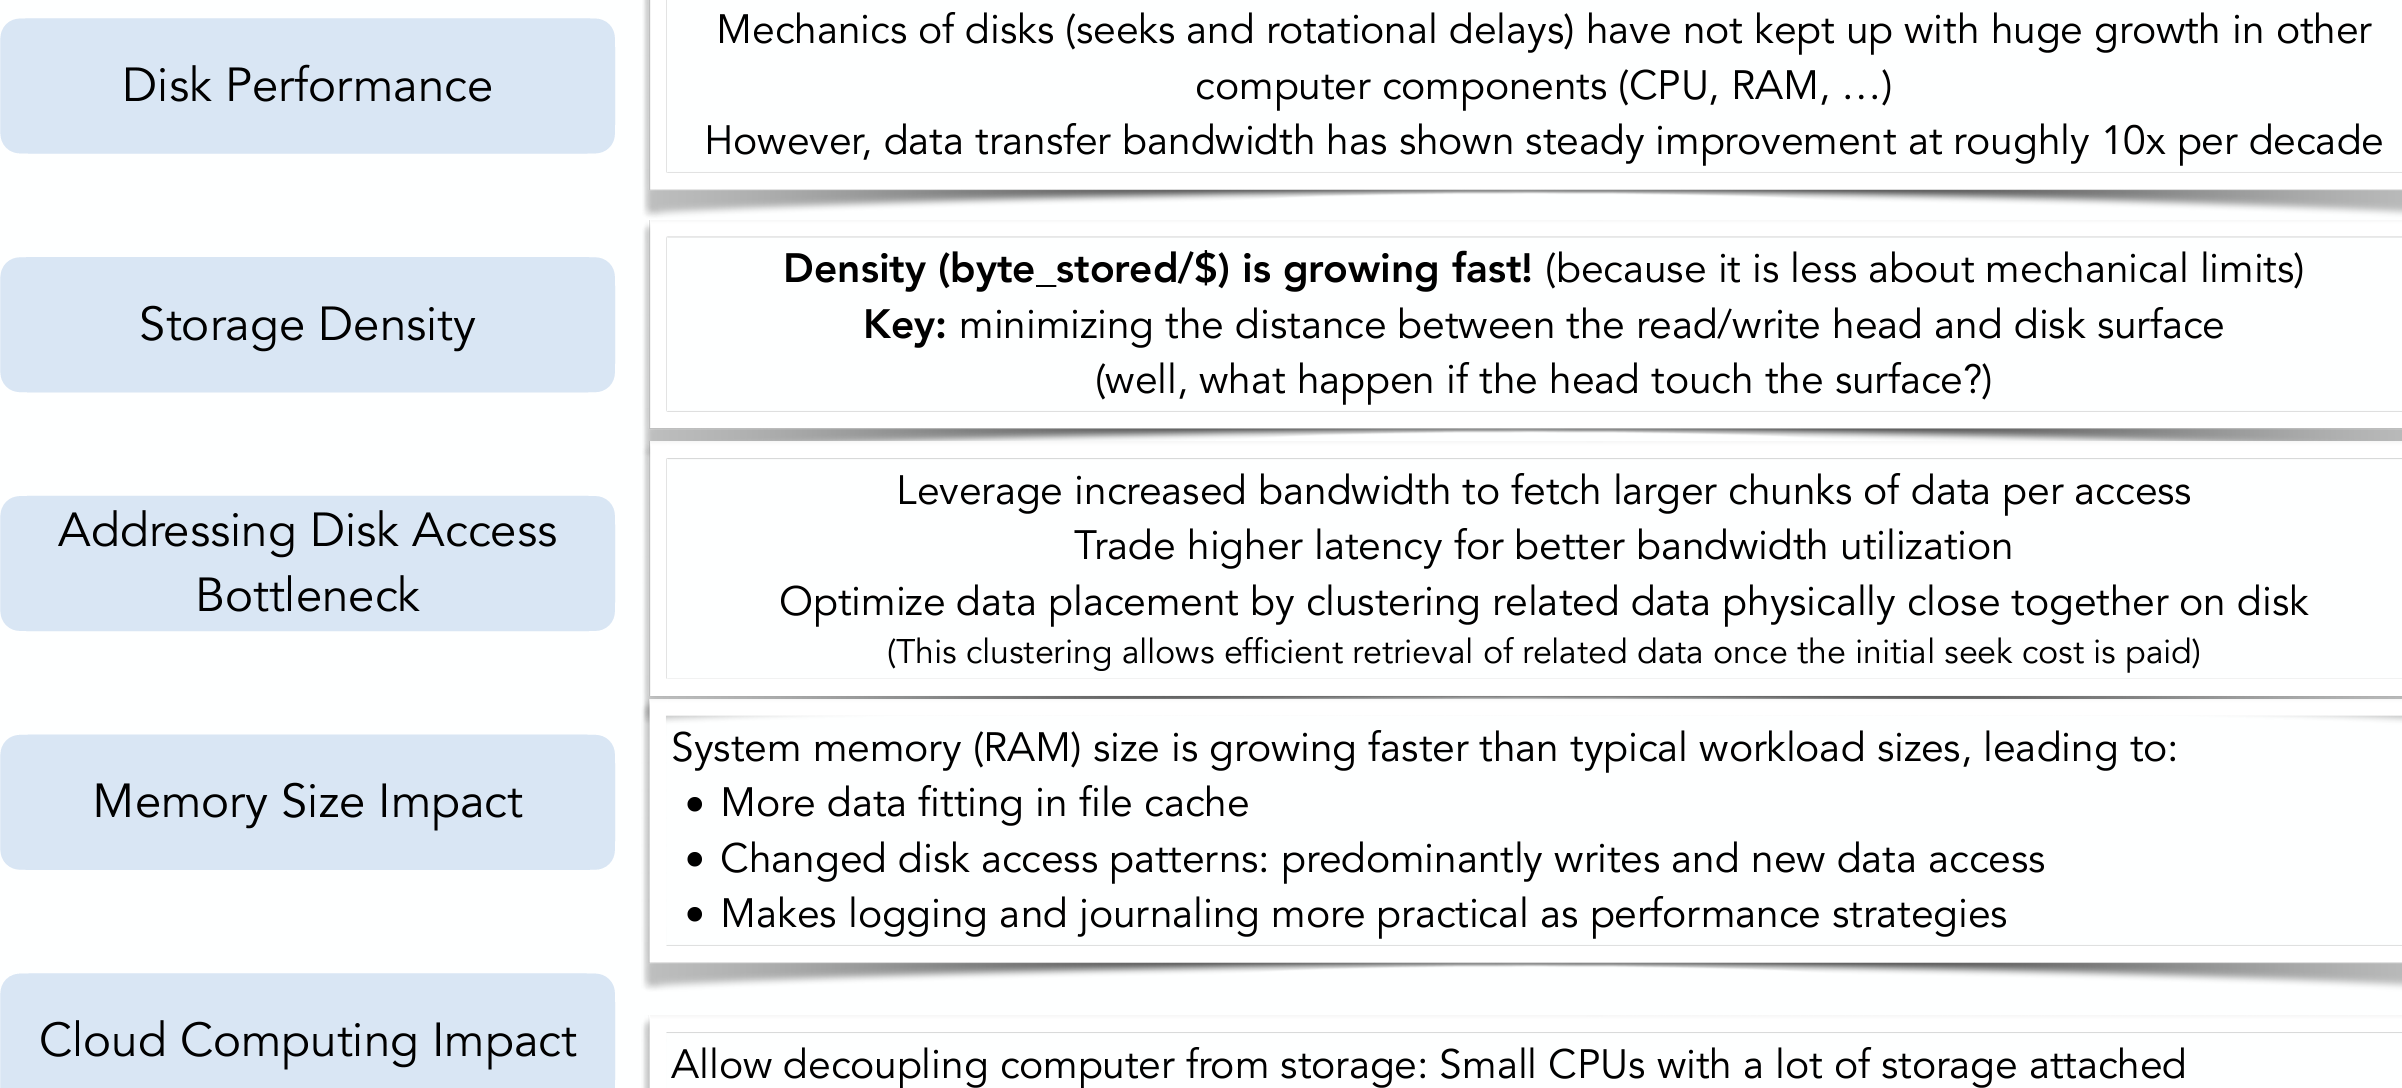 Disk Performance
Mechanics of disks (seeks and rotational delays) have not kept up with huge growth in other
computer components (CPU, RAM, …)
However, data transfer bandwidth has shown steady improvement at roughly 10x per decade
Storage Density
Density (byte_stored/$) is growing fast! (because it is less about mechanical limits)
Key: minimizing the distance between the read/write head and disk surface
(well, what happen if the head touch the surface?)
Addressing Disk Access
Bottleneck
Leverage increased bandwidth to fetch larger chunks of data per access
Trade higher latency for better bandwidth utilization
Optimize data placement by clustering related data physically close together on disk
(This clustering allows efficient retrieval of related data once the initial seek cost is paid)
Memory Size Impact
System memory (RAM) size is growing faster than typical workload sizes, leading to:
• More data fitting in file cache
• Changed disk access patterns: predominantly writes and new data access
• Makes logging and journaling more practical as performance strategies
Cloud Computing Impact
Allow decoupling computer from storage: Small CPUs with a lot of storage attached